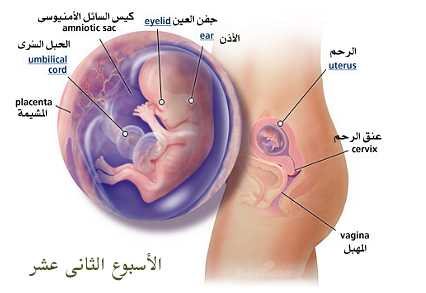 كيس السائل الأمنيوسى
amniotic sac
جفن العين
eyelid
الأذن
ear
الحبل السرى
umbilical
cord
placenta
المشيمة
الرحم
uterus
عنق الرحم
cervix
vagina
المهبل
الأسبوع الثانى عشر